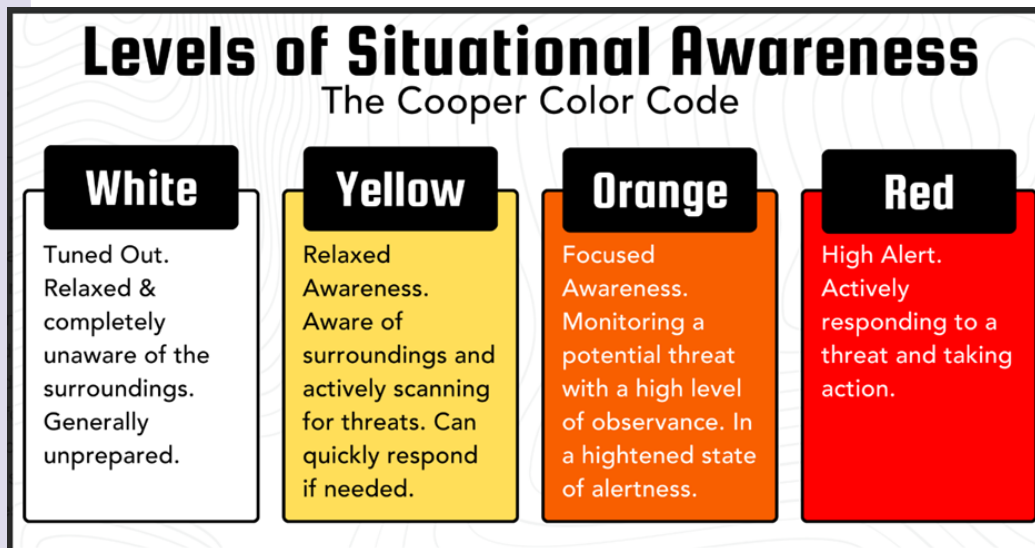 Levels of Situational Awareness
The Cooper Color Code
White
Tuned Out.
Relaxed &
completely
unaware of the
surroundings.
Generally
unprepared.
Yellow
Relaxed
Awareness.
Aware of
surroundings and
actively scanning
for threats. Can
quickly respond
if needed.
Orange
Focused
Awareness.
Monitoring a
potential threat
with a high level
of observance. In
a hightened state
of alertness.
Red
High Alert.
Actively
responding to a
threat and taking
action.